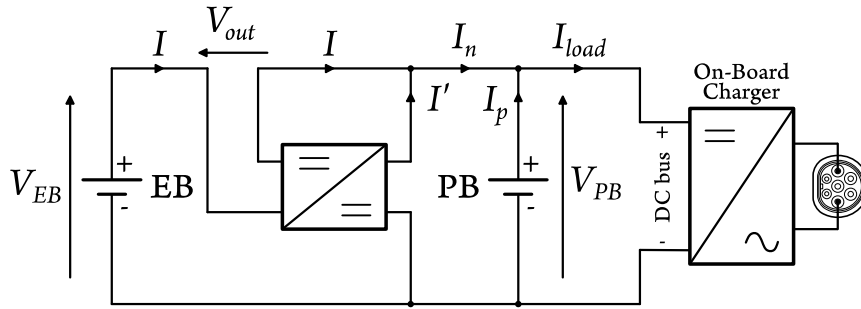 V_out
I
I
I_n
I_load
On-Board
Charger
I'
I_p
+
V_EB
+
EB
-
PB
+
-
V_PB
DC bus
-